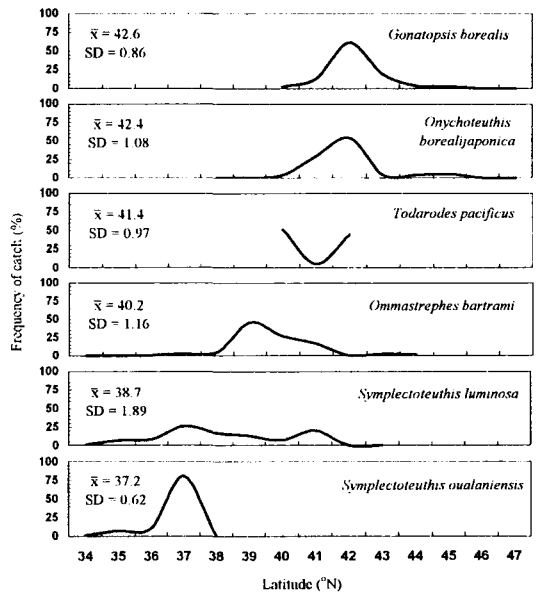 100
75
50
25
0
x̄ = 42.6
SD = 0.86
Gonatopsis borealis
100
75
50
25
0
x̄ = 42.4
SD = 1.08
Onychoteuthis
borealijaponica
100
75
50
25
0
x̄ = 41.4
SD = 0.97
Todarodes pacificus
100
75
50
25
0
x̄ = 40.2
SD = 1.16
Ommastrephes bartrami
100
75
50
25
0
x̄ = 38.7
SD = 1.89
Symplectoteuthis luminosa
100
75
50
25
0
x̄ = 37.2
SD = 0.62
Symplectoteuthis oualaniensis
34 35 36 37 38 39 40 41 42 43 44 45 46 47
Latitude (°N)
Frequency of catch (%)